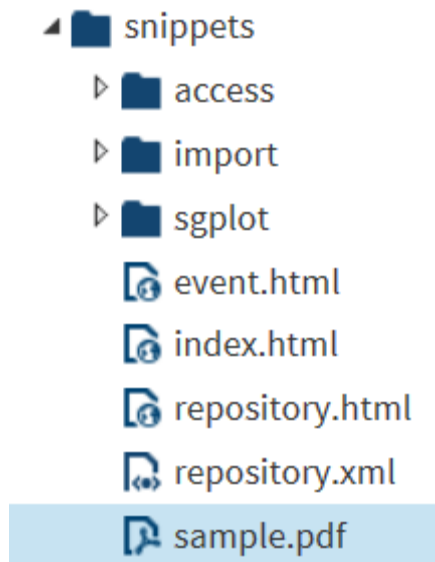 snippets
access
import
sgplot
event.html
index.html
repository.html
repository.xml
sample.pdf